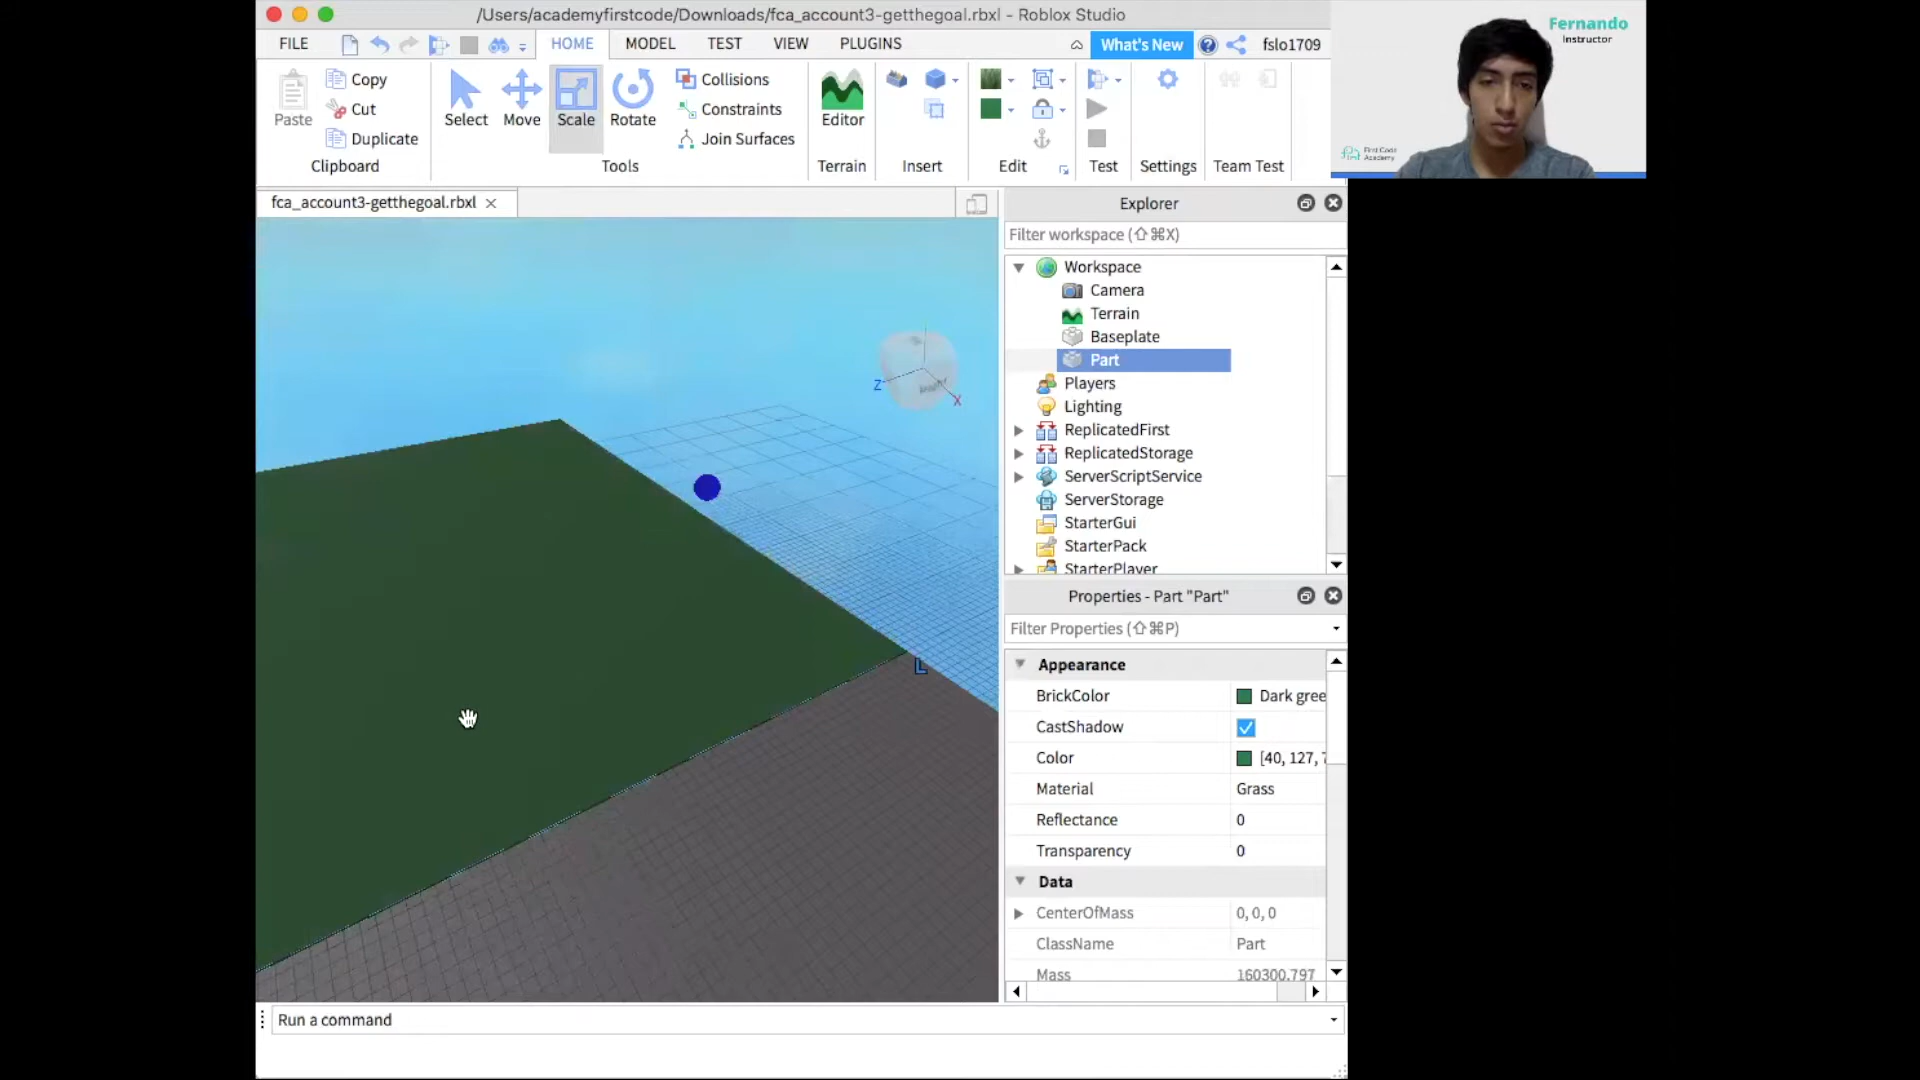 /Users/academyfirstcode/Downloads/fca_account3-getthegoal.rbxl - Roblox Studio
Fernando
Instructor
First Code
Academy
FILE HOME MODEL TEST VIEW PLUGINS What's New ? fslo1709
Paste Copy
Cut
Duplicate
Clipboard
Select Move Scale Rotate
Collisions
Constraints
Join Surfaces
Tools
Editor
Terrain
Insert
Edit
Test
Settings
Team Test
fca_account3-getthegoal.rbxl
Explorer
Filter workspace (⇧⌘X)
Workspace
Camera
Terrain
Baseplate
Part
Players
Lighting
ReplicatedFirst
ReplicatedStorage
ServerScriptService
ServerStorage
StarterGui
StarterPack
StarterPlayer
Z
X
L
Properties - Part "Part"
Filter Properties (⇧⌘P)
Appearance
BrickColor Dark gree
CastShadow
Color [40, 127, 7
Material Grass
Reflectance 0
Transparency 0
Data
CenterOfMass 0, 0, 0
ClassName Part
Mass 160300.797
Run a command